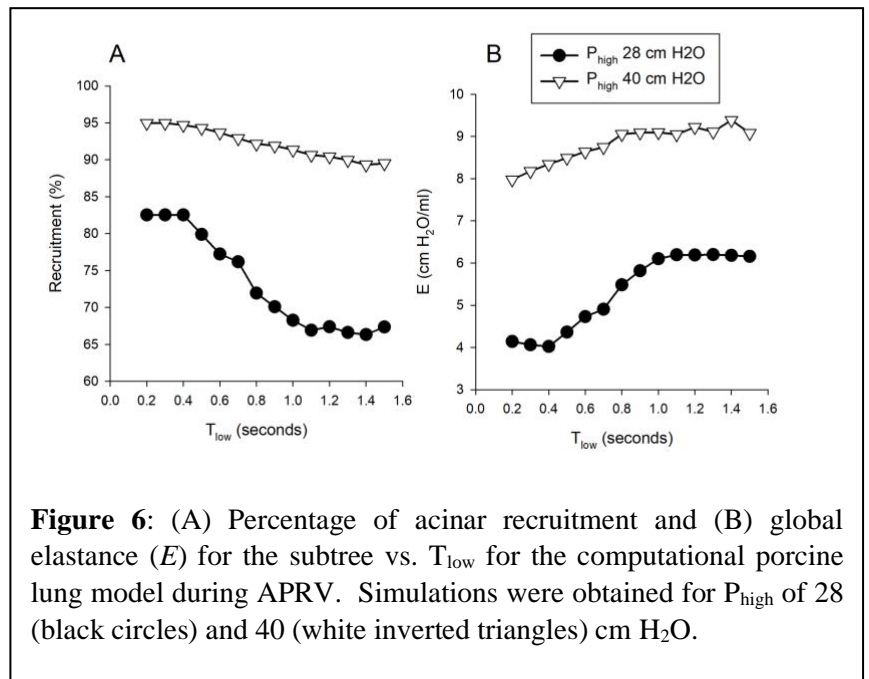 A
B
P_high 28 cm H2O
P_high 40 cm H2O
100
95
90
85
80
75
70
65
60
Recruitment (%)
0.0 0.2 0.4 0.6 0.8 1.0 1.2 1.4 1.6
T_low (seconds)
10
9
8
7
6
5
4
3
E (cm H₂O/ml)
0.0 0.2 0.4 0.6 0.8 1.0 1.2 1.4 1.6
T_low (seconds)
Figure 6: (A) Percentage of acinar recruitment and (B) global
elastance (E) for the subtree vs. T_low for the computational porcine
lung model during APRV. Simulations were obtained for P_high of 28
(black circles) and 40 (white inverted triangles) cm H₂O.